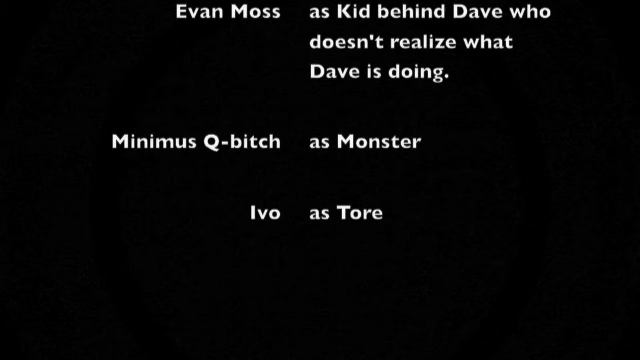 Evan Moss as Kid behind Dave who
doesn't realize what
Dave is doing.
Minimus Q-bitch as Monster
Ivo as Tore